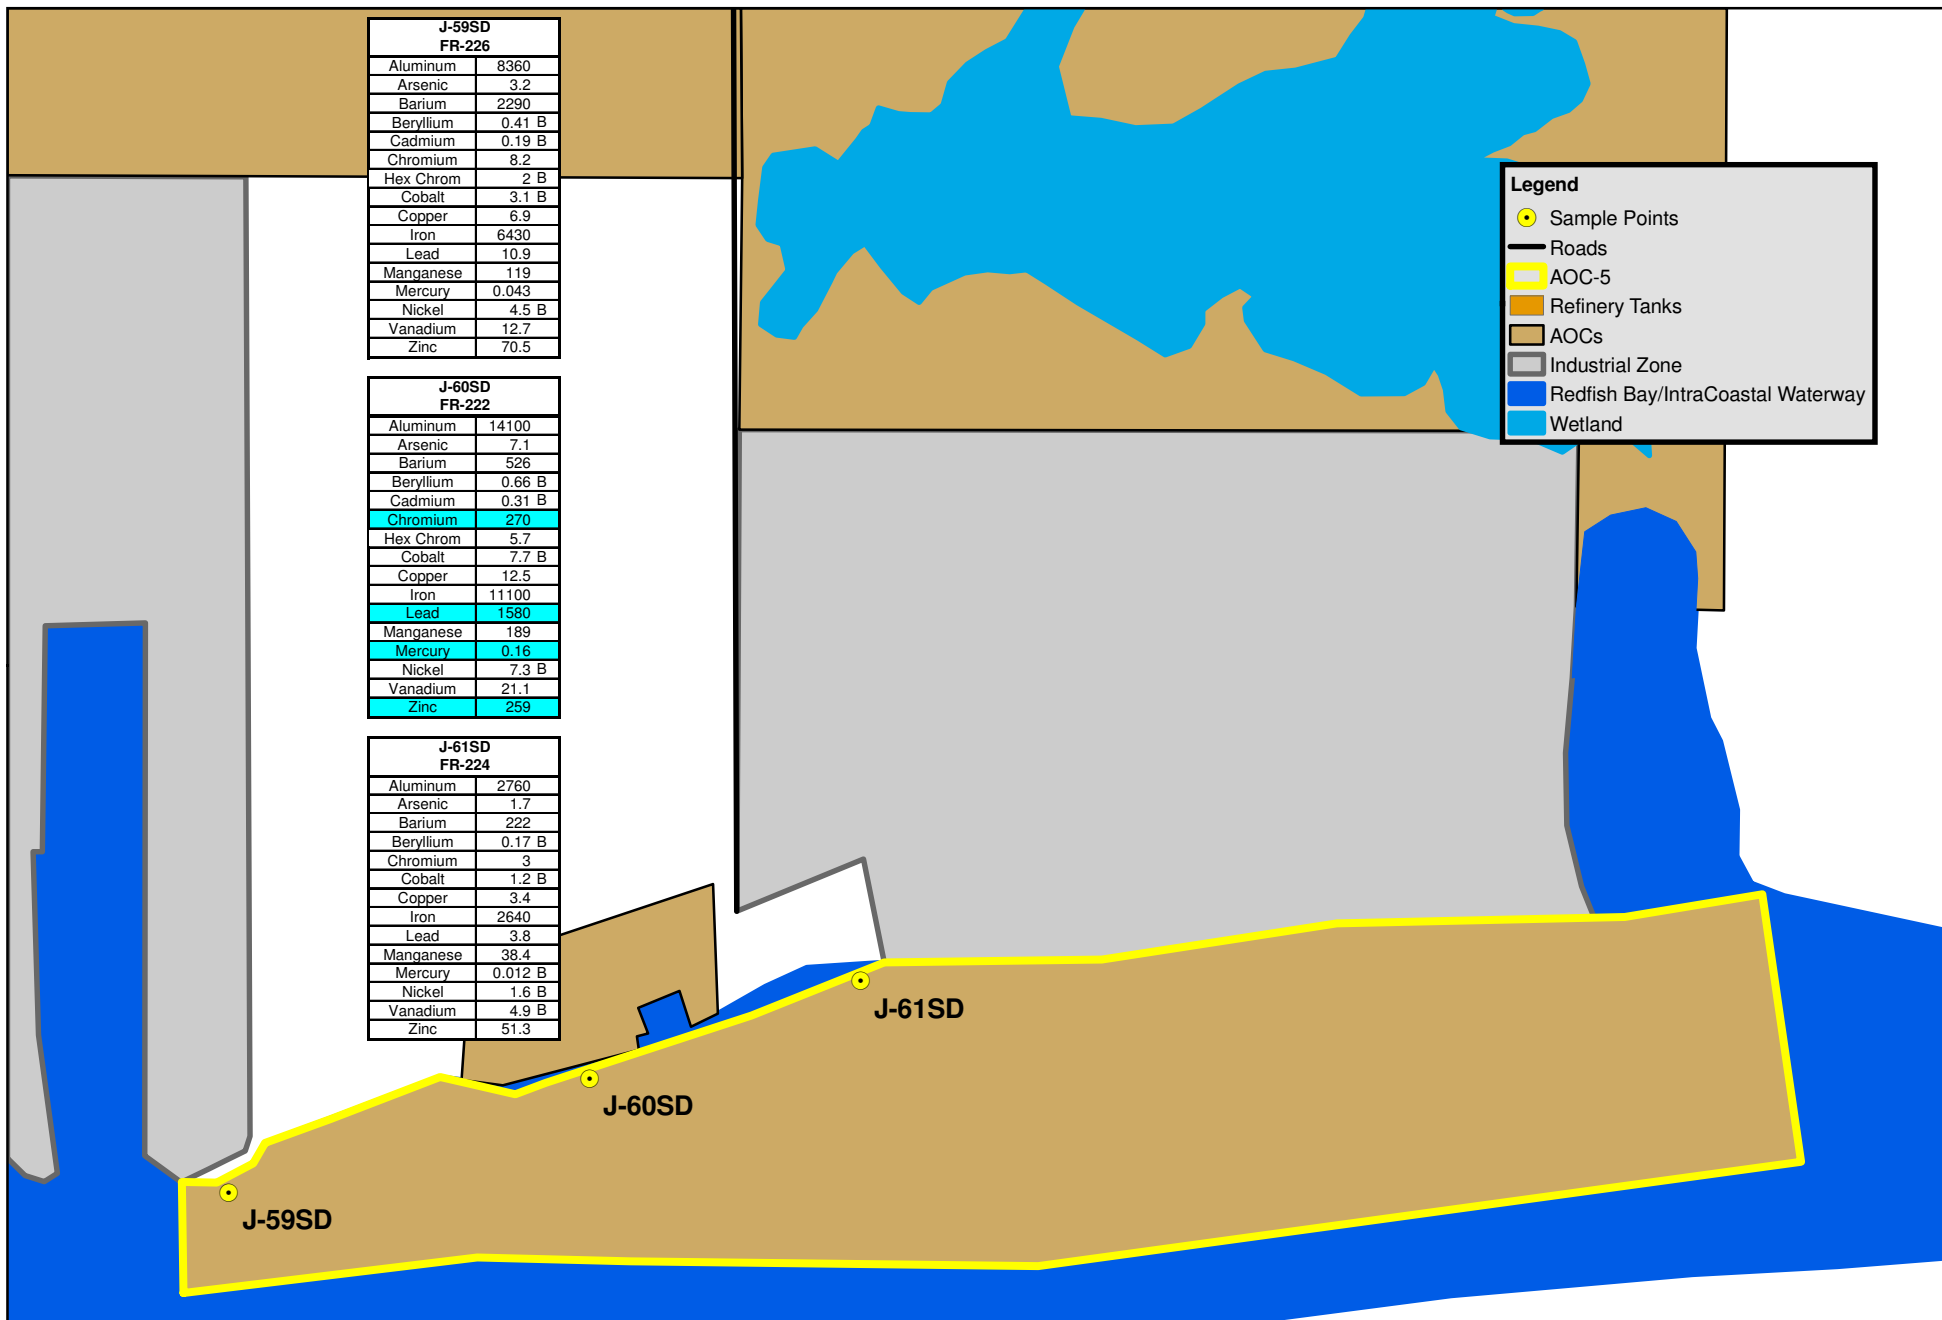 J-59SD
FR-226
Aluminum 8360
Arsenic 3.2
Barium 2290
Beryllium 0.41 B
Cadmium 0.19 B
Chromium 8.2
Hex Chrom 2 B
Cobalt 3.1 B
Copper 6.9
Iron 6430
Lead 10.9
Manganese 119
Mercury 0.043
Nickel 4.5 B
Vanadium 12.7
Zinc 70.5
J-60SD
FR-222
Aluminum 14100
Arsenic 7.1
Barium 526
Beryllium 0.66 B
Cadmium 0.31 B
Chromium 270
Hex Chrom 5.7
Cobalt 7.7 B
Copper 12.5
Iron 11100
Lead 1580
Manganese 189
Mercury 0.16
Nickel 7.3 B
Vanadium 21.1
Zinc 259
J-61SD
FR-224
Aluminum 2760
Arsenic 1.7
Barium 222
Beryllium 0.17 B
Chromium 3
Cobalt 1.2 B
Copper 3.4
Iron 2640
Lead 3.8
Manganese 38.4
Mercury 0.012 B
Nickel 1.6 B
Vanadium 4.9 B
Zinc 51.3
Legend
Sample Points
Roads
AOC-5
Refinery Tanks
AOCs
Industrial Zone
Redfish Bay/IntraCoastal Waterway
Wetland
J-61SD
J-60SD
J-59SD